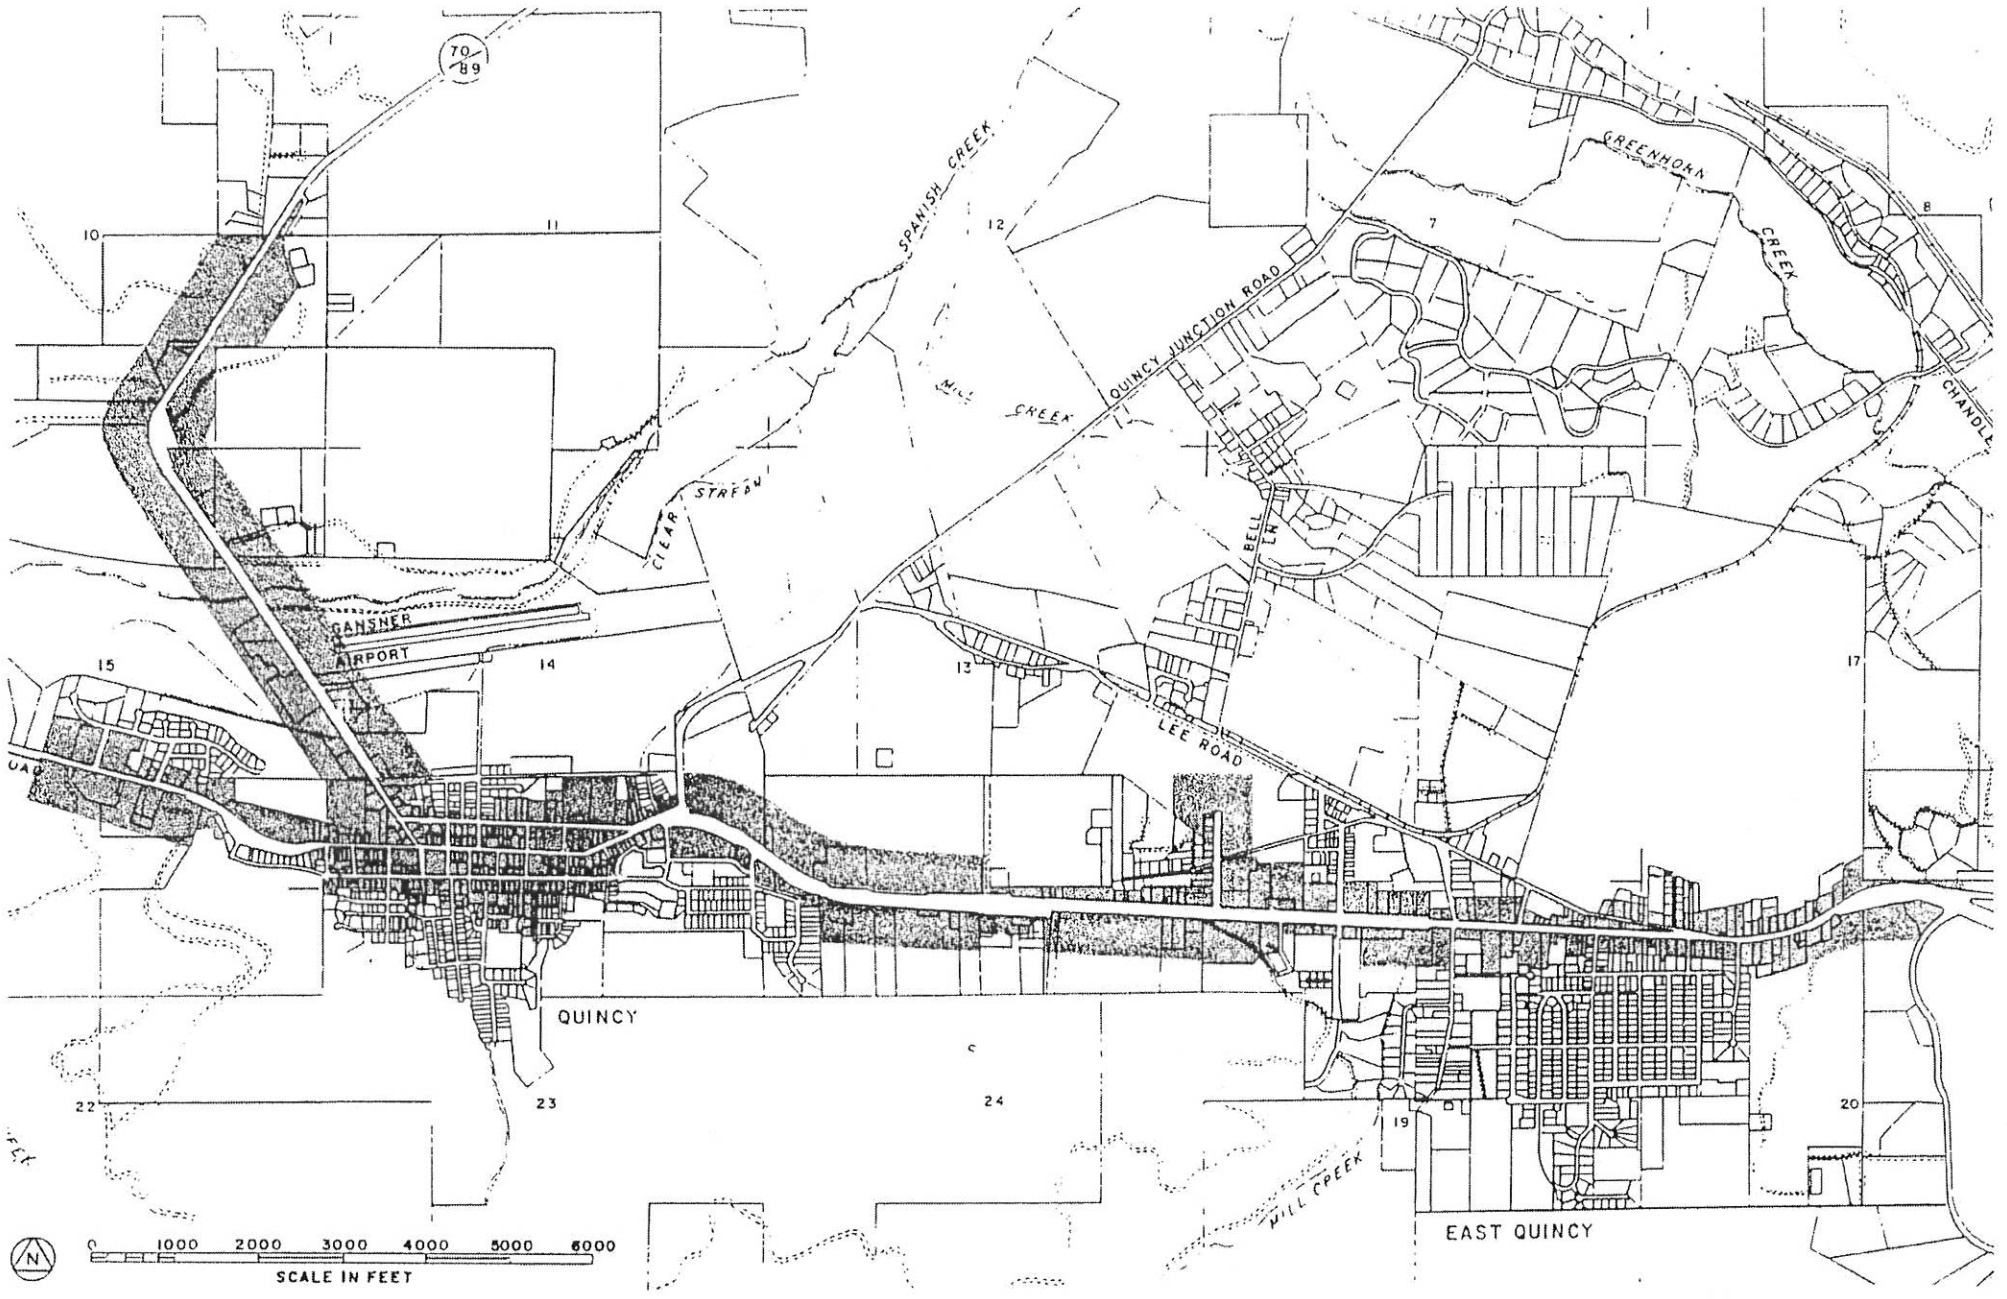 70
89
GREENHORN
SPANISH CREEK
8
7
12
11
10
CREEK
QUINCY JUNCTION ROAD
MILL CREEK
CHANDLE
CLEAR STREAM
BELL LN
GANSNER
AIRPORT
15
14
13
17
LEE ROAD
QUINCY
22
23
24
19
20
MILL CREEK
EAST QUINCY
N
0 1000 2000 3000 4000 5000 6000
SCALE IN FEET